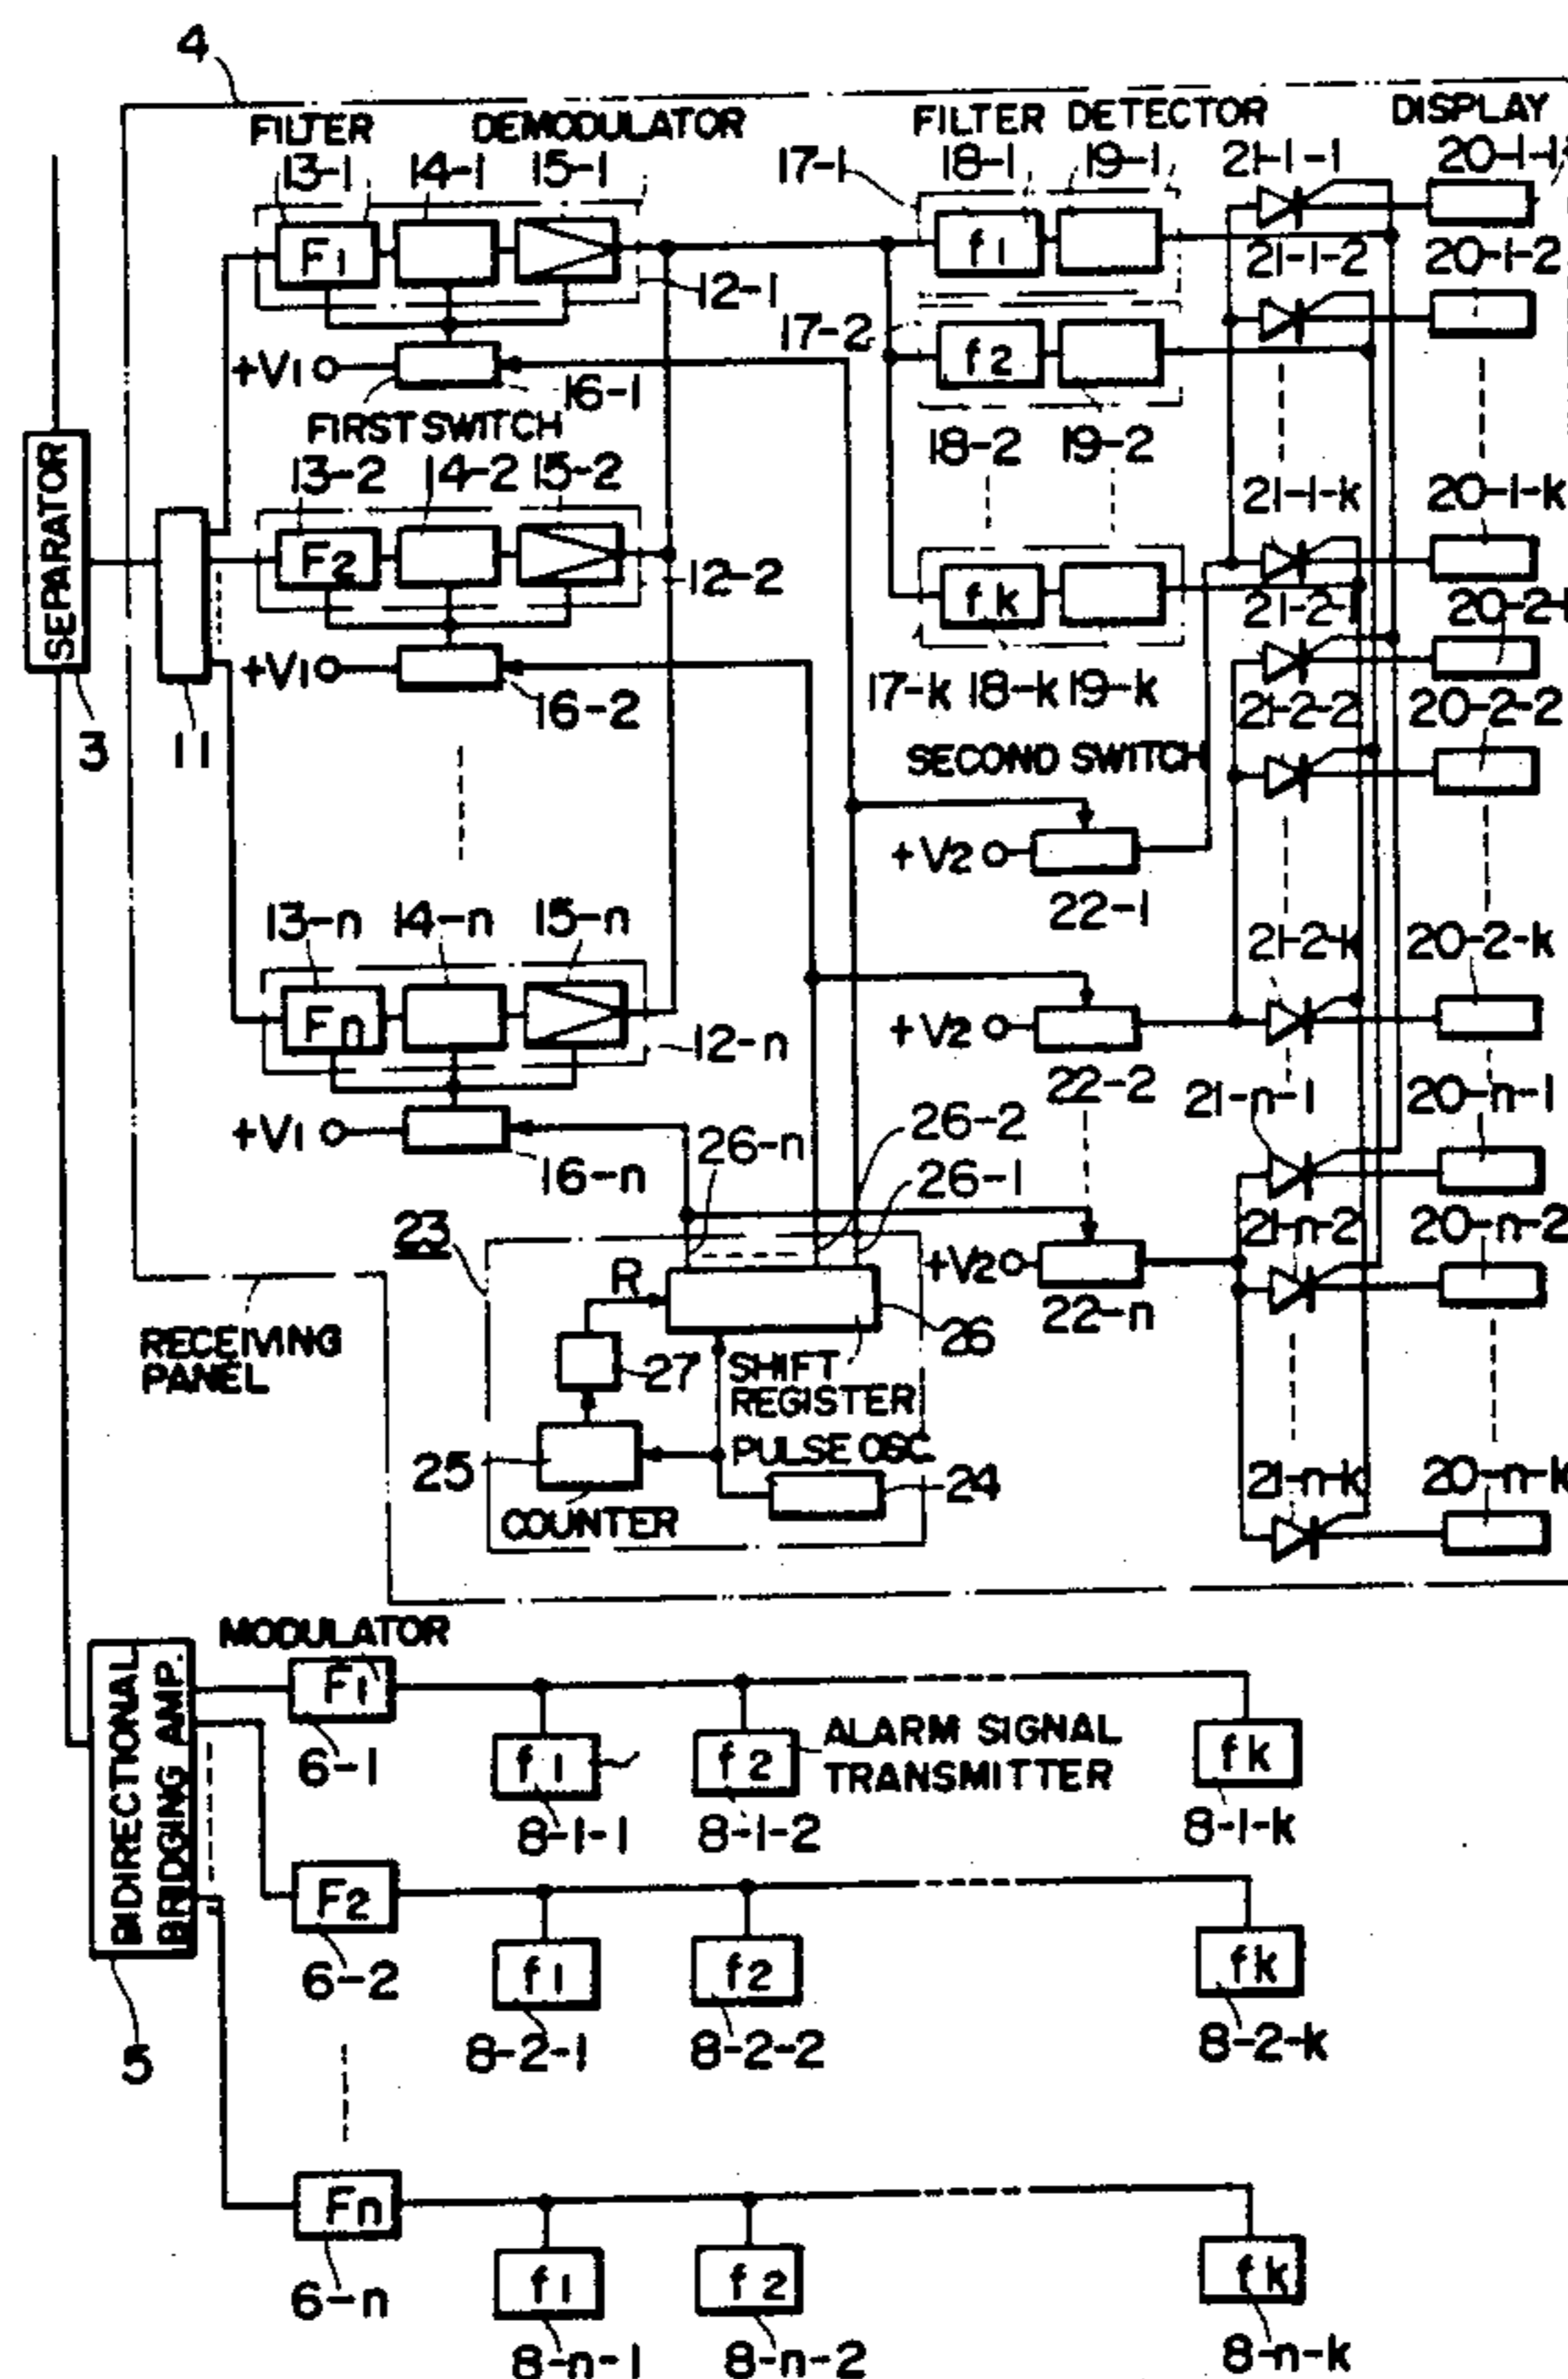 4
FILTER DEMODULATOR FILTER DETECTOR DISPLAY
13-1 14-1 15-1 17-1 18-1 19-1 21-1-1 20-1-1
F1 f1
12-1 21-1-2 20-1-2
17-2 f2
+V1 16-1
FIRST SWITCH 18-2 19-2
13-2 14-2 15-2 21-1-k 20-1-k
SEPARATOR F2 12-2 fk 21-2-1 20-2-1
+V1 16-2 17-k 18-k 19-k 21-2-2 20-2-2
3 11
SECOND SWITCH
+V2 22-1
13-n 14-n 15-n 21-2-k 20-2-k
Fn 12-n +V2 22-2
21-n-1 20-n-1
+V1 16-n 26-n 26-2
26-1
23 21-n-2 20-n-2
R +V2 22-n
26
RECEIVING
PANEL
27 SHIFT
REGISTER
25 PULSE OSC. 24
21-n-k 20-n-k
COUNTER
MODULATOR
BIDIRECTIONAL
BRIDGING AMP.
F1
6-1 f1 f2 ALARM SIGNAL
TRANSMITTER fk
8-1-1 8-1-2 8-1-k
F2
6-2 f1 f2 fk
5 8-2-1 8-2-2 8-2-k
Fn
6-n f1 f2 fk
8-n-1 8-n-2 8-n-k